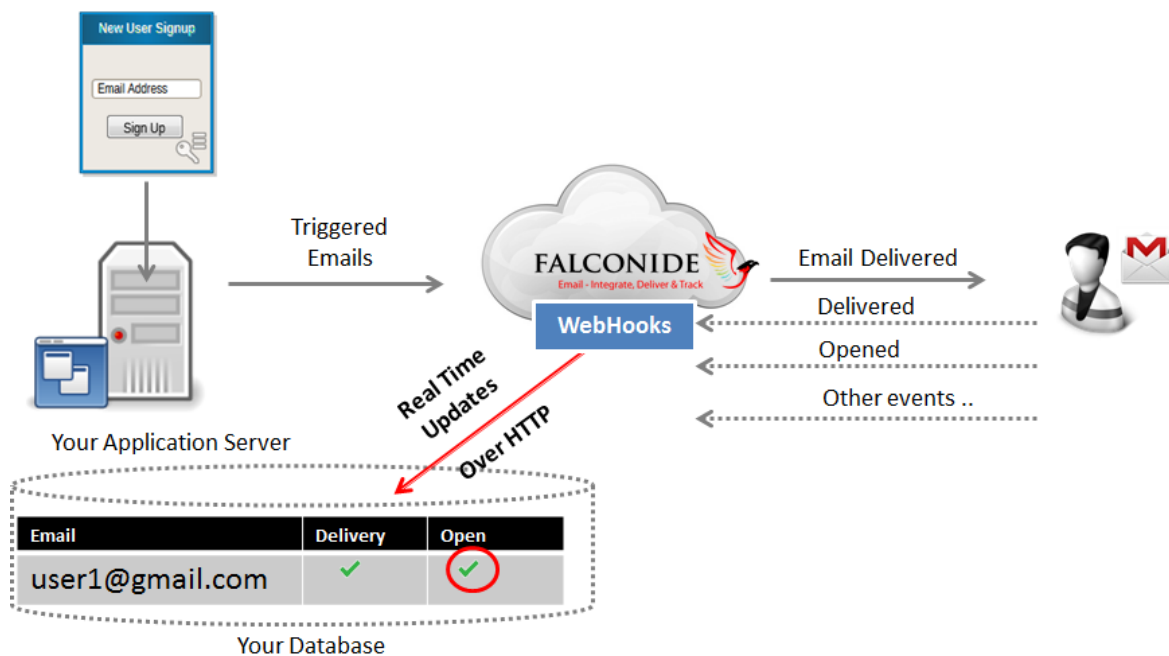 New User Signup
Email Address
Sign Up
Triggered
Emails
FALCONIDE
Email - Integrate, Deliver & Track
WebHooks
Email Delivered
Delivered
Opened
Other events ..
Real Time
Updates
Over HTTP
Your Application Server
Email Delivery Open
user1@gmail.com
Your Database